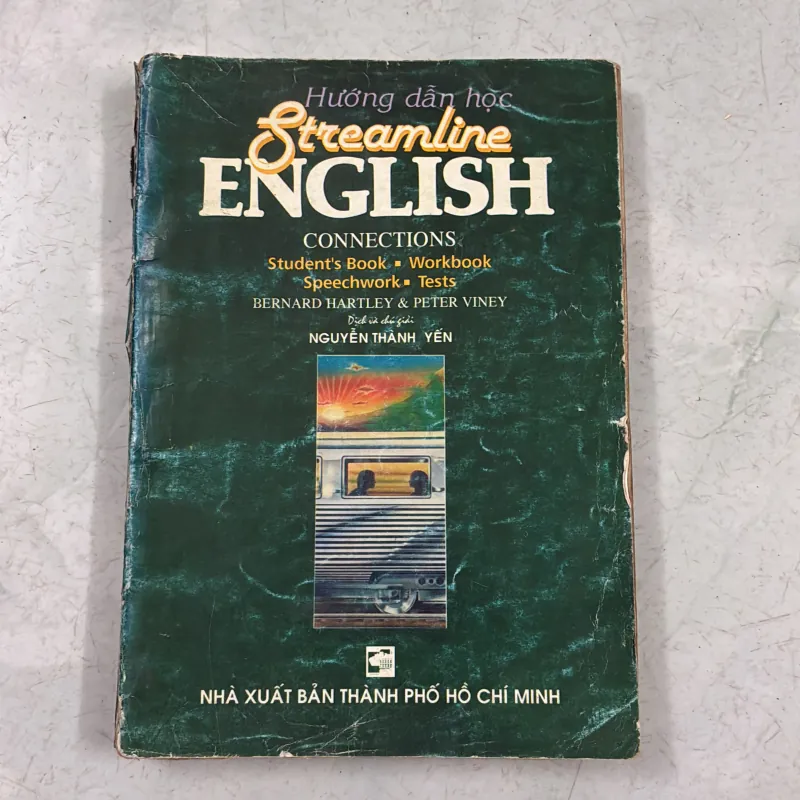 Hướng dẫn học
Streamline
ENGLISH
CONNECTIONS
Student's Book ▪ Workbook
Speechwork ▪ Tests
BERNARD HARTLEY & PETER VINEY
Dịch và chú giải
NGUYỄN THÀNH YẾN
NHÀ XUẤT BẢN THÀNH PHỐ HỒ CHÍ MINH